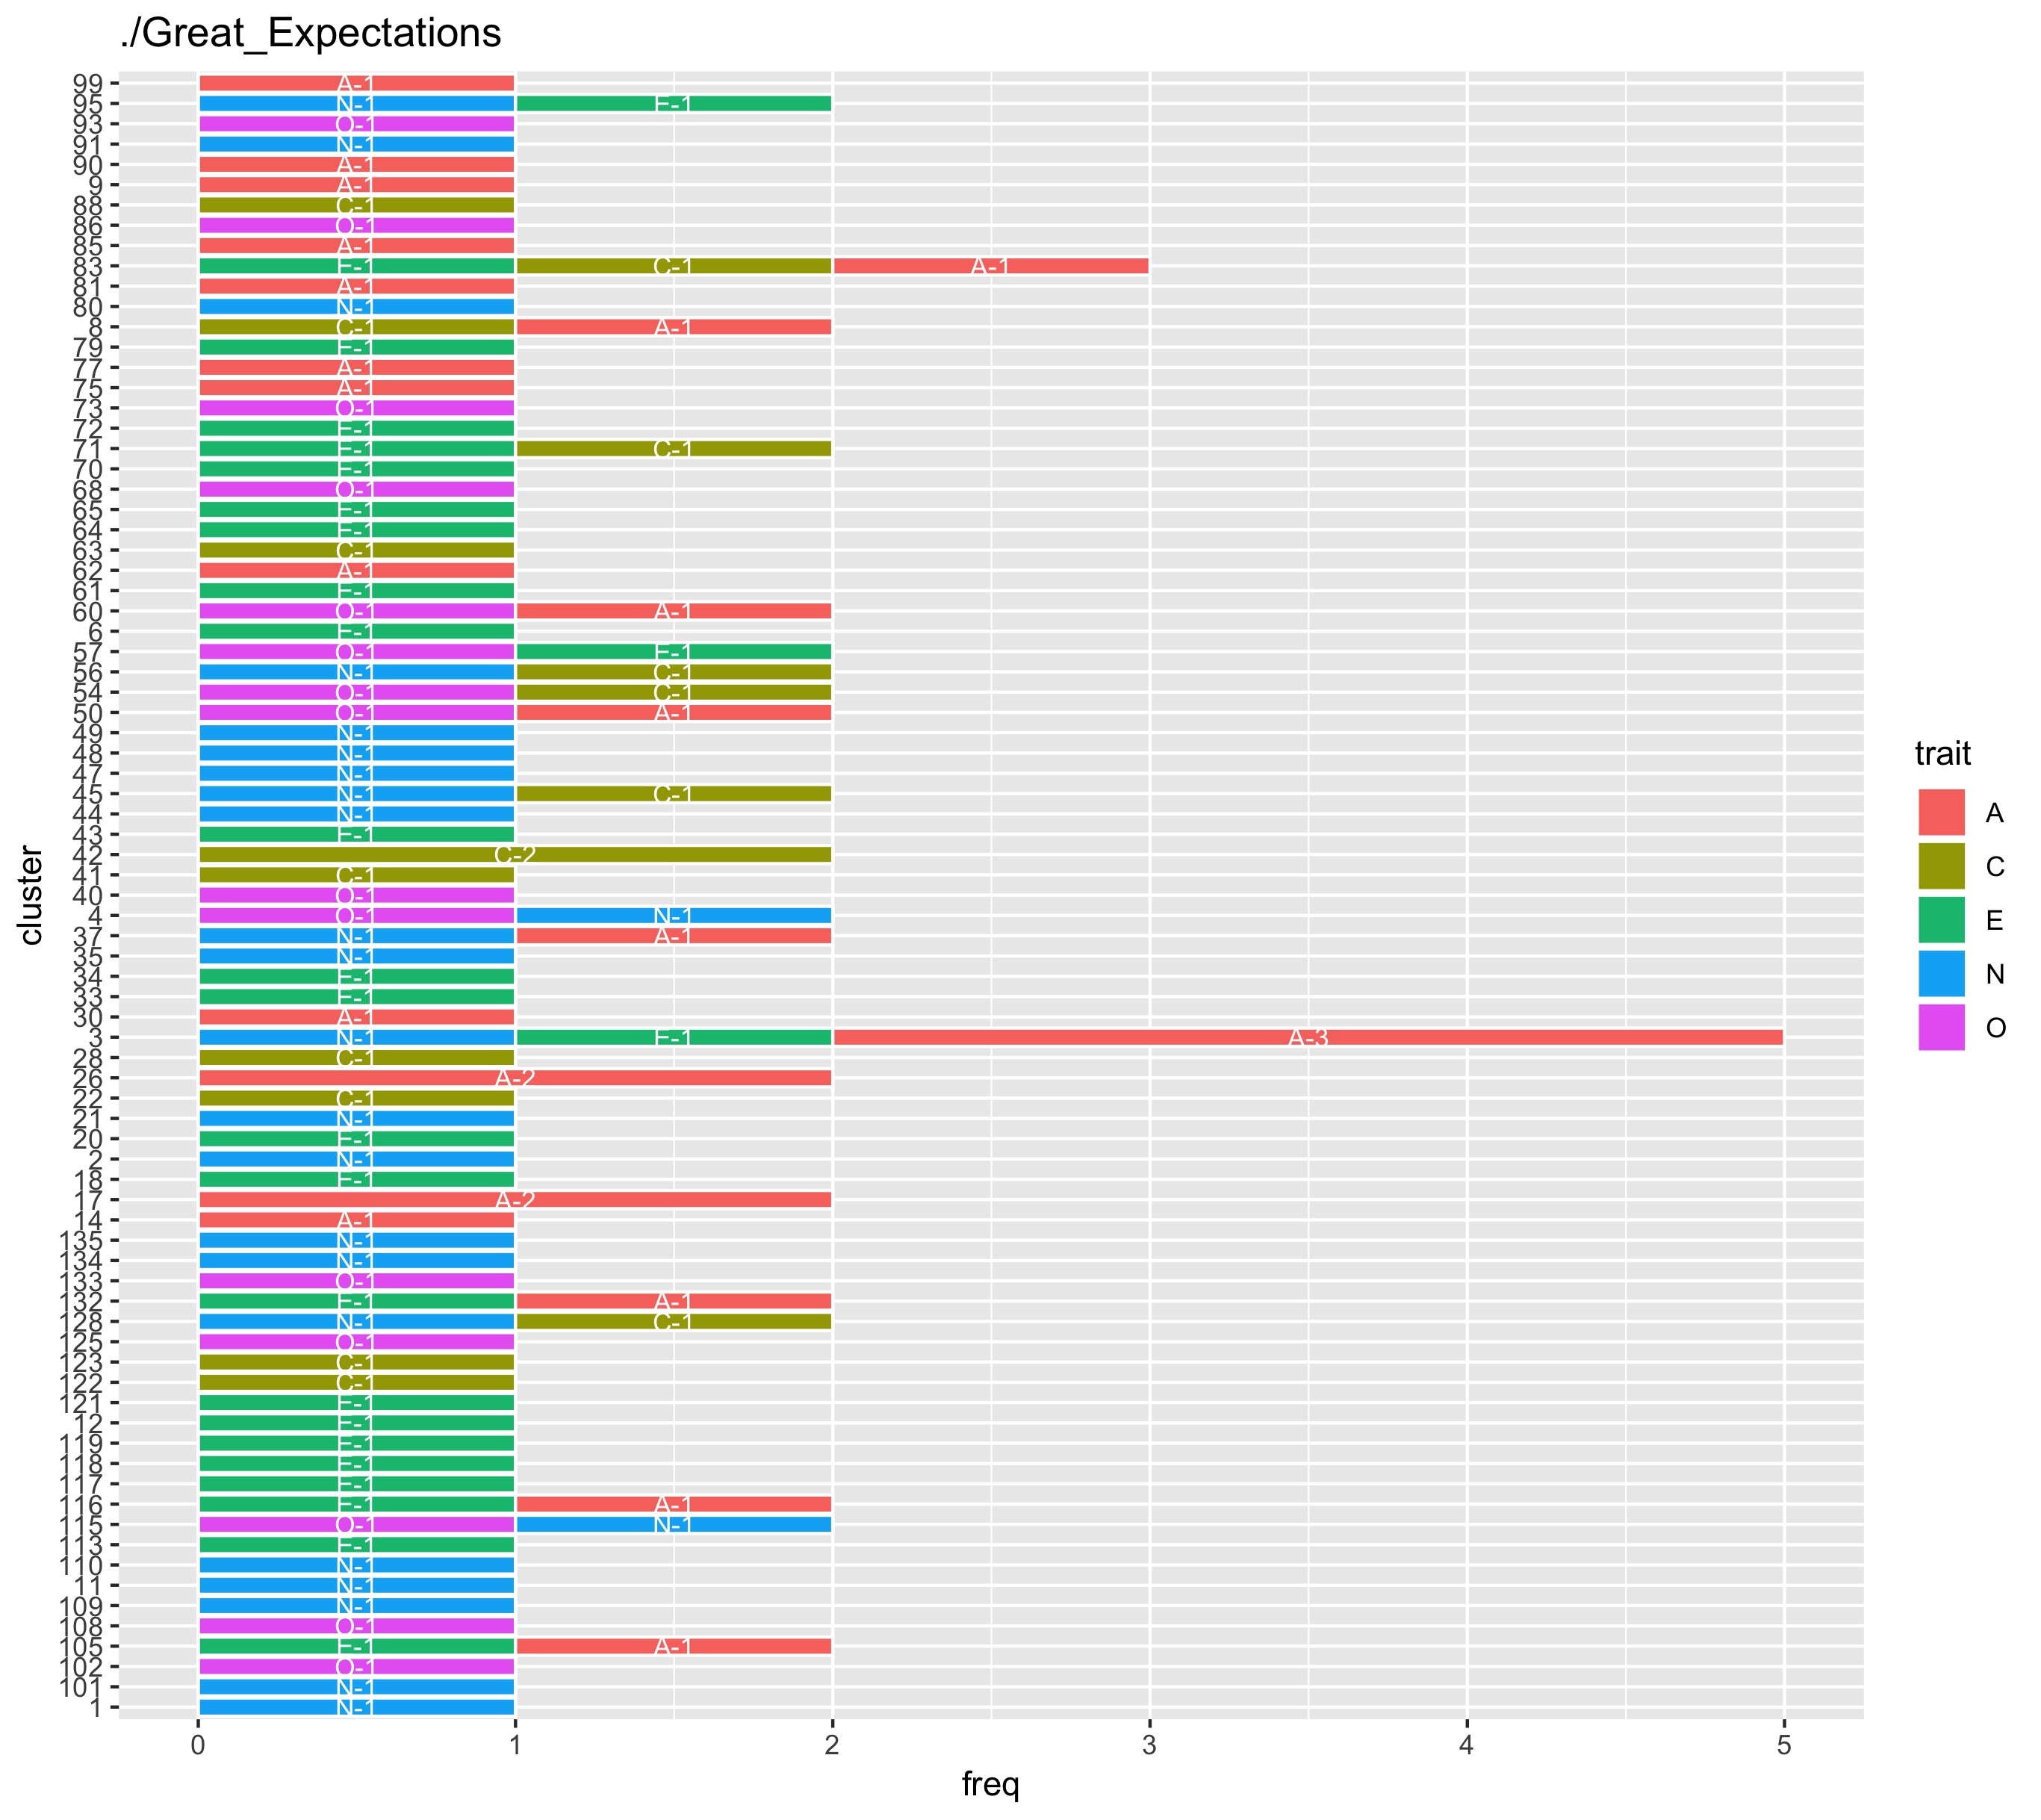 ./Great_Expectations
99 A-1
95 N-1 E-1
93 O-1
91 N-1
90 A-1
9 A-1
88 C-1
86 O-1
85 A-1
83 E-1 C-1 A-1
81 A-1
80 N-1
8 C-1 A-1
79 E-1
77 A-1
75 A-1
73 O-1
72 E-1
71 E-1 C-1
70 E-1
68 O-1
65 E-1
64 E-1
63 C-1
62 A-1
61 E-1
60 O-1 A-1
6 E-1
57 O-1 E-1
56 N-1 C-1
54 O-1 C-1
50 O-1 A-1
49 N-1
48 N-1
47 N-1
45 N-1 C-1
44 N-1
43 E-1
42 C-2
41 C-1
40 O-1
4 O-1 N-1
37 N-1 A-1
35 N-1
34 E-1
33 E-1
30 A-1
3 N-1 E-1 A-3
28 C-1
26 A-2
22 C-1
21 N-1
20 E-1
2 N-1
18 E-1
17 A-2
14 A-1
135 N-1
134 N-1
133 O-1
132 E-1 A-1
128 N-1 C-1
125 O-1
123 C-1
122 C-1
121 E-1
12 E-1
119 E-1
118 E-1
117 E-1
116 E-1 A-1
115 O-1 N-1
113 E-1
110 N-1
11 N-1
109 N-1
108 O-1
105 E-1 A-1
102 O-1
101 N-1
1 N-1
0 1 2 3 4 5
freq
cluster
trait
A
C
E
N
O